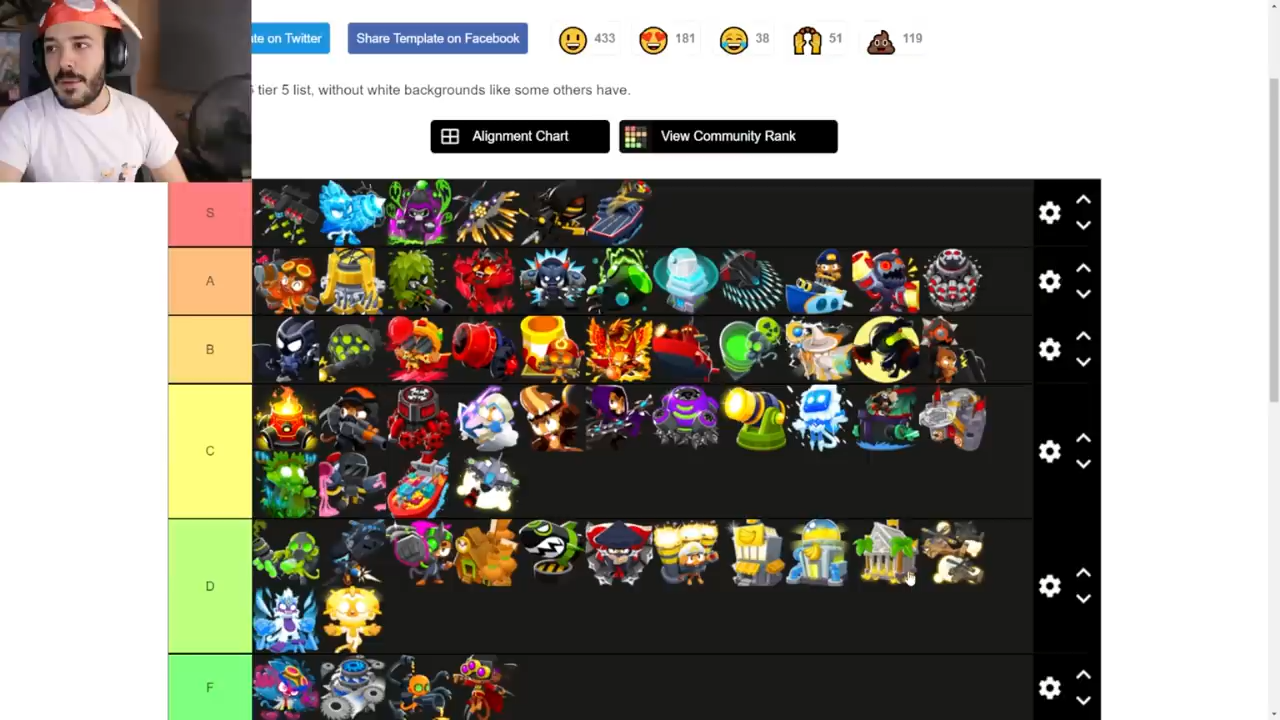 te on Twitter
Share Template on Facebook
433
181
38
51
119
tier 5 list, without white backgrounds like some others have.
Alignment Chart
View Community Rank
S
A
B
C
D
F